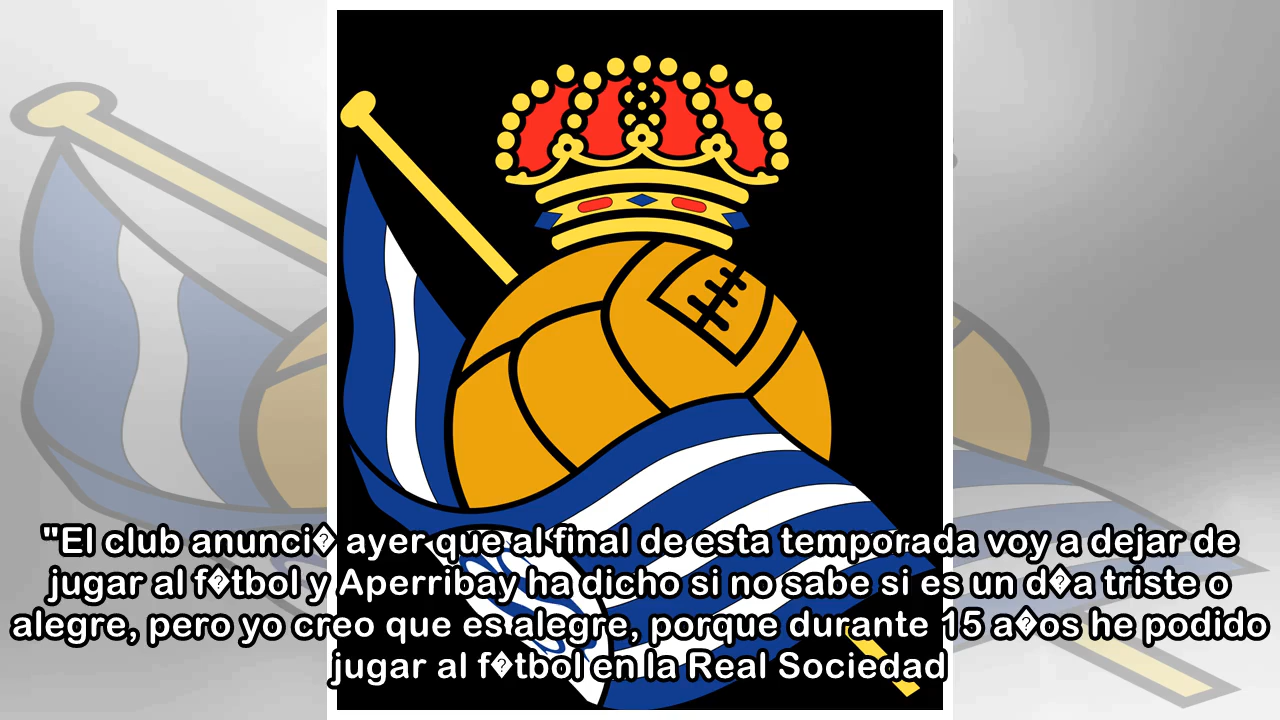 "El club anunci� ayer que al final de esta temporada voy a dejar de
jugar al f�tbol y Aperribay ha dicho si no sabe si es un d�a triste o
alegre, pero yo creo que es alegre, porque durante 15 a�os he podido
jugar al f�tbol en la Real Sociedad